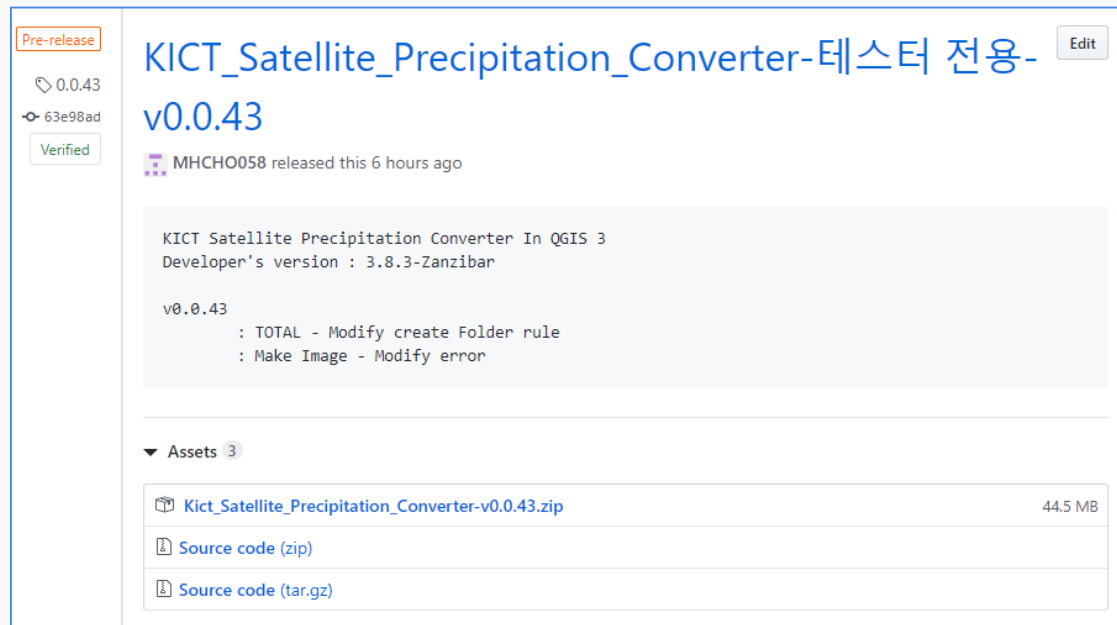 Pre-release
0.0.43
63e98ad
Verified
KICT_Satellite_Precipitation_Converter-테스터 전용-
v0.0.43
Edit
MHCHO058 released this 6 hours ago
KICT Satellite Precipitation Converter In QGIS 3
Developer's version : 3.8.3-Zanzibar
v0.0.43
: TOTAL - Modify create Folder rule
: Make Image - Modify error
Assets 3
Kict_Satellite_Precipitation_Converter-v0.0.43.zip 44.5 MB
Source code (zip)
Source code (tar.gz)